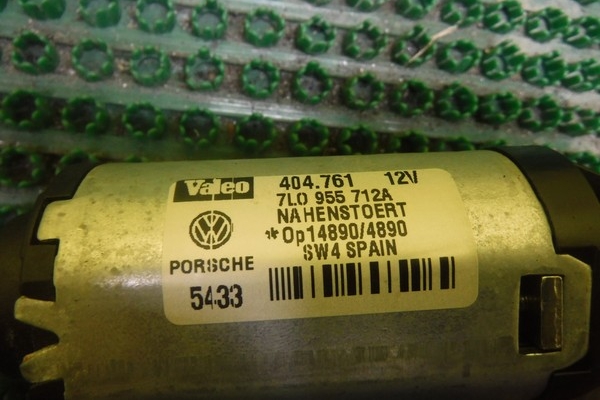 Valeo 404.761 12V
7L0 955 712A
NAHENSTOERT
*Op14890/4890
SW4 SPAIN
PORSCHE
5433